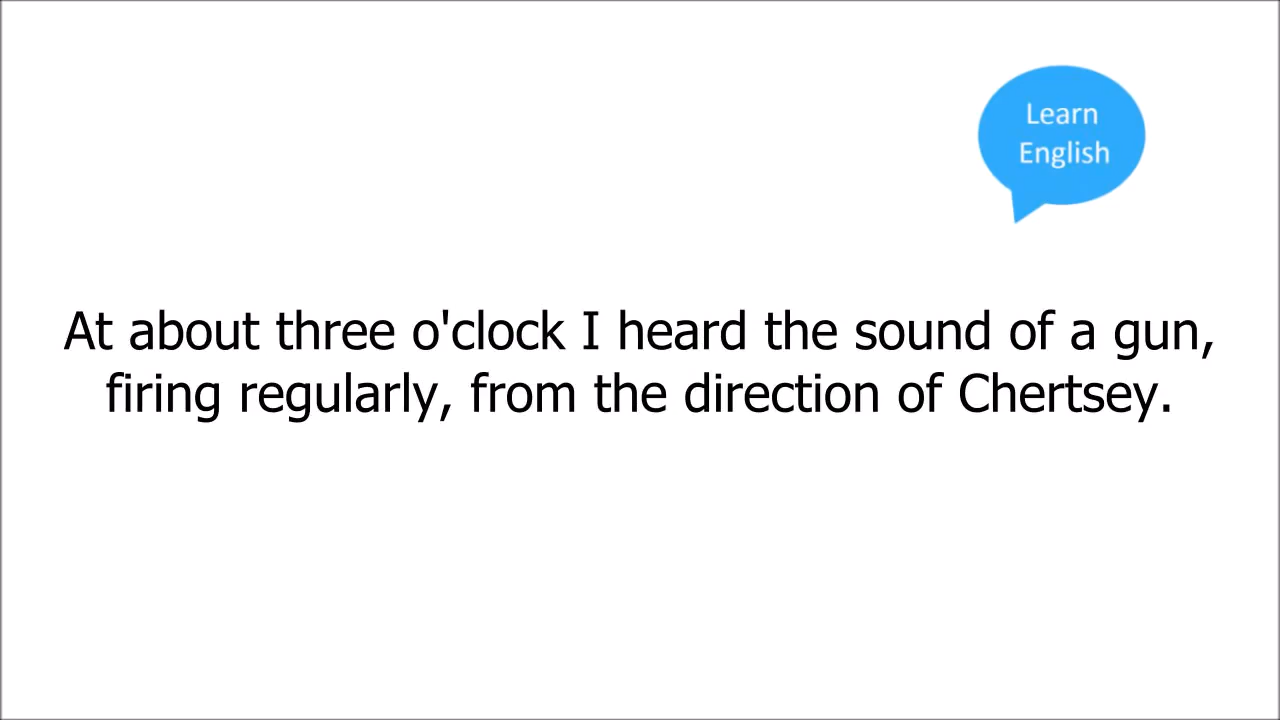 Learn
English
At about three o'clock I heard the sound of a gun,
firing regularly, from the direction of Chertsey.